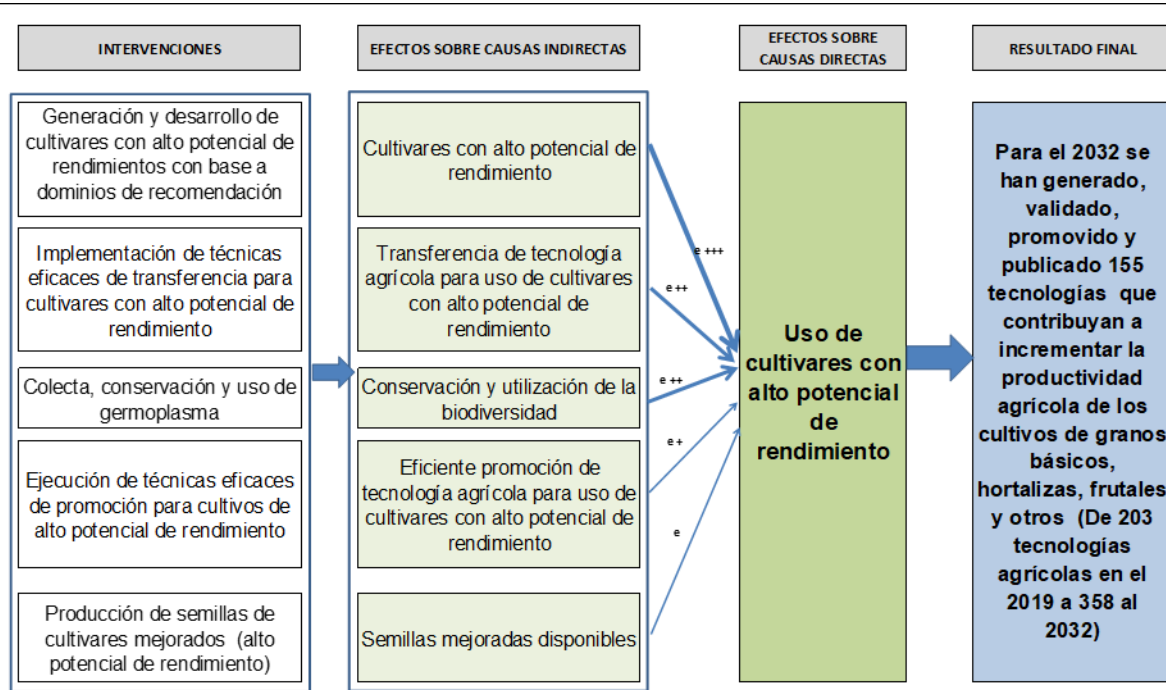 INTERVENCIONES
EFECTOS SOBRE CAUSAS INDIRECTAS
EFECTOS SOBRE
CAUSAS DIRECTAS
RESULTADO FINAL
Generación y desarrollo de
cultivares con alto potencial de
rendimientos con base a
dominios de recomendación
Implementación de técnicas
eficaces de transferencia para
cultivares con alto potencial de
rendimiento
Colecta, conservación y uso de
germoplasma
Ejecución de técnicas eficaces
de promoción para cultivos de
alto potencial de rendimiento
Producción de semillas de
cultivares mejorados (alto
potencial de rendimiento)
Cultivares con alto potencial de
rendimiento
Transferencia de tecnología
agrícola para uso de cultivares
con alto potencial de
rendimiento
Conservación y utilización de la
biodiversidad
Eficiente promoción de
tecnología agrícola para uso de
cultivares con alto potencial de
rendimiento
Semillas mejoradas disponibles
e +++
e ++
e ++
e +
e
Uso de
cultivares con
alto potencial
de
rendimiento
Para el 2032 se
han generado,
validado,
promovido y
publicado 155
tecnologías que
contribuyan a
incrementar la
productividad
agrícola de los
cultivos de granos
básicos,
hortalizas, frutales
y otros (De 203
tecnologías
agrícolas en el
2019 a 358 al
2032)